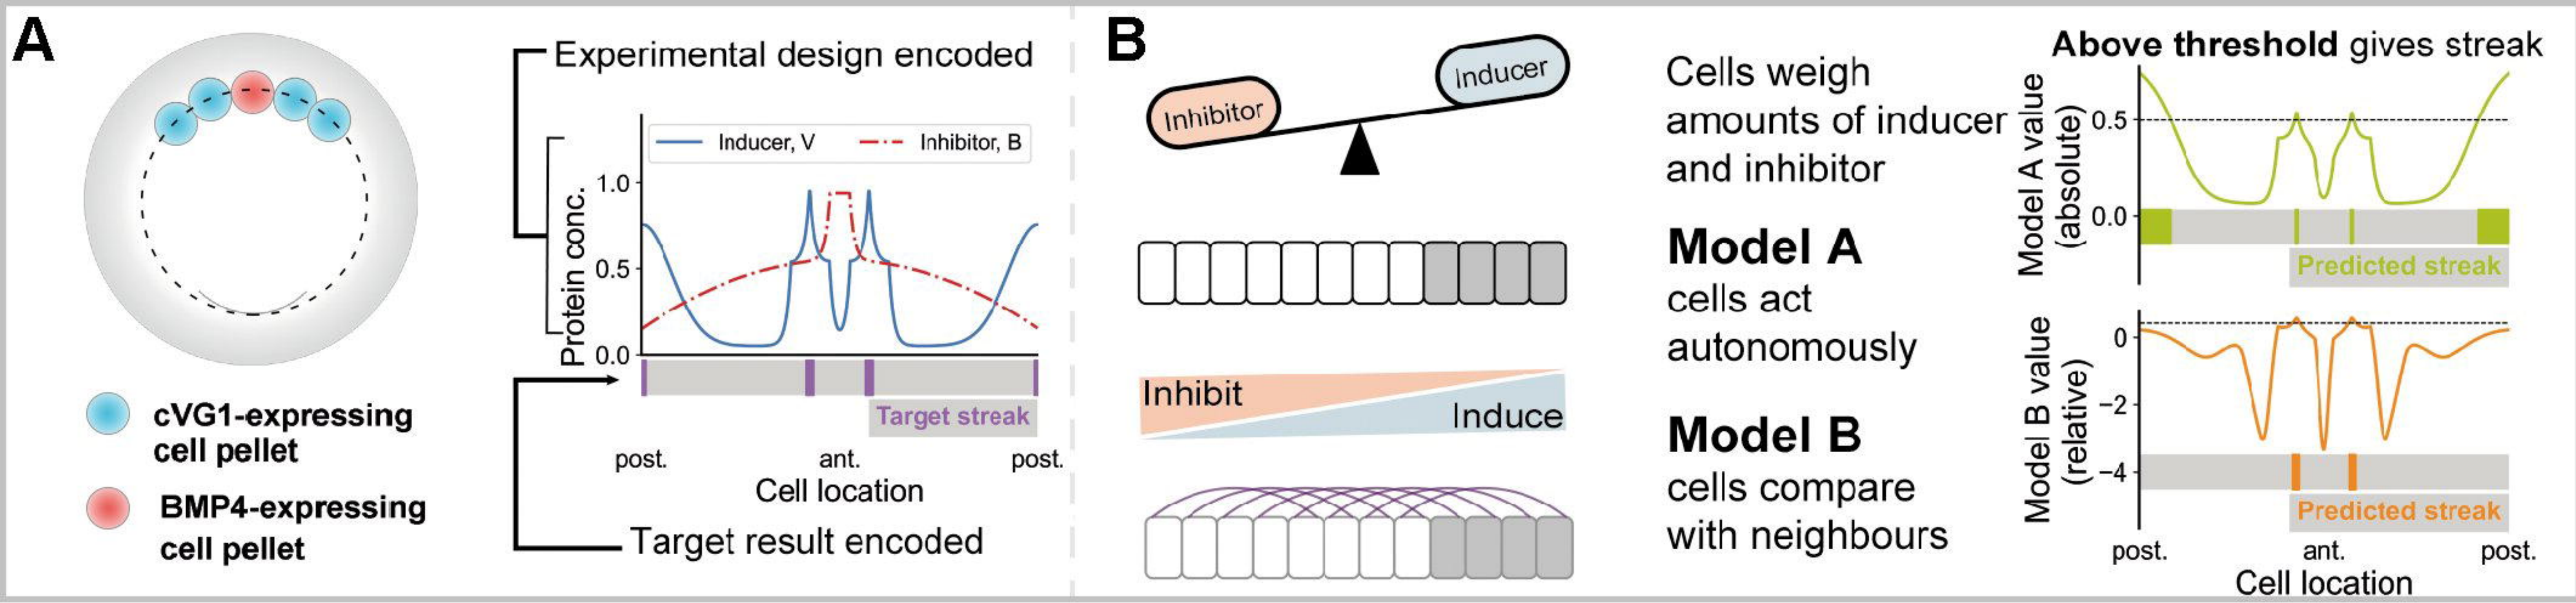 A
Experimental design encoded
Inducer, V
Inhibitor, B
Protein conc.
1.0
0.5
0.0
Target streak
post.
ant.
post.
Cell location
Target result encoded
cVG1-expressing
cell pellet
BMP4-expressing
cell pellet
B
Inhibitor
Inducer
Inhibit
Induce
Cells weigh
amounts of inducer
and inhibitor
Model A
cells act
autonomously
Model B
cells compare
with neighbours
Above threshold gives streak
Model A value
(absolute)
0.5
0.0
Predicted streak
Model B value
(relative)
0
−2
−4
Predicted streak
post.
ant.
post.
Cell location